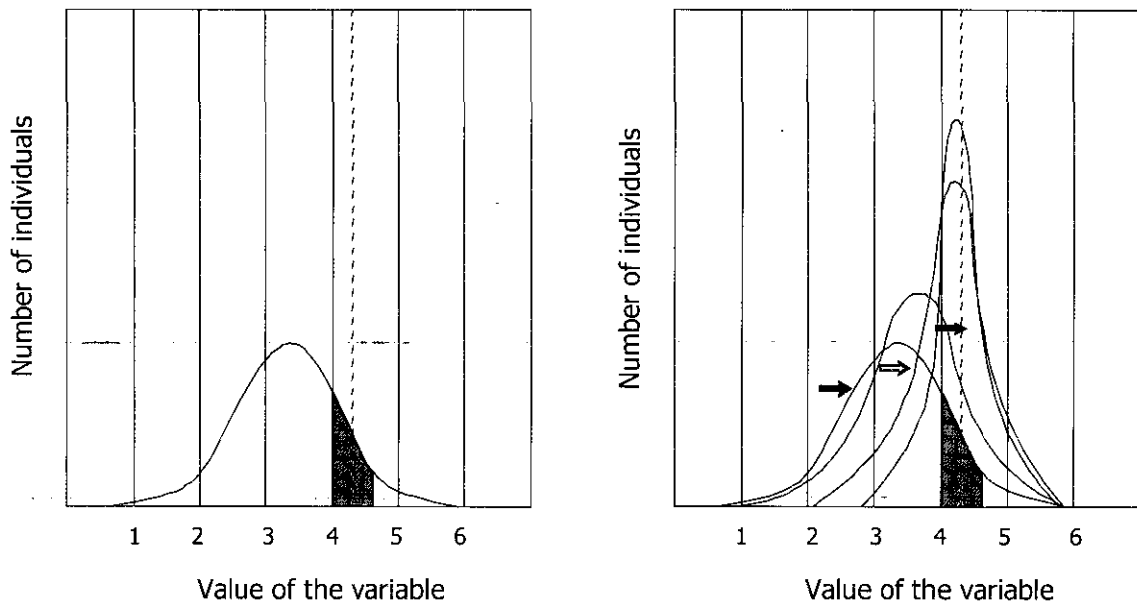 Number of individuals
1 2 3 4 5 6
Value of the variable
Number of individuals
1 2 3 4 5 6
Value of the variable